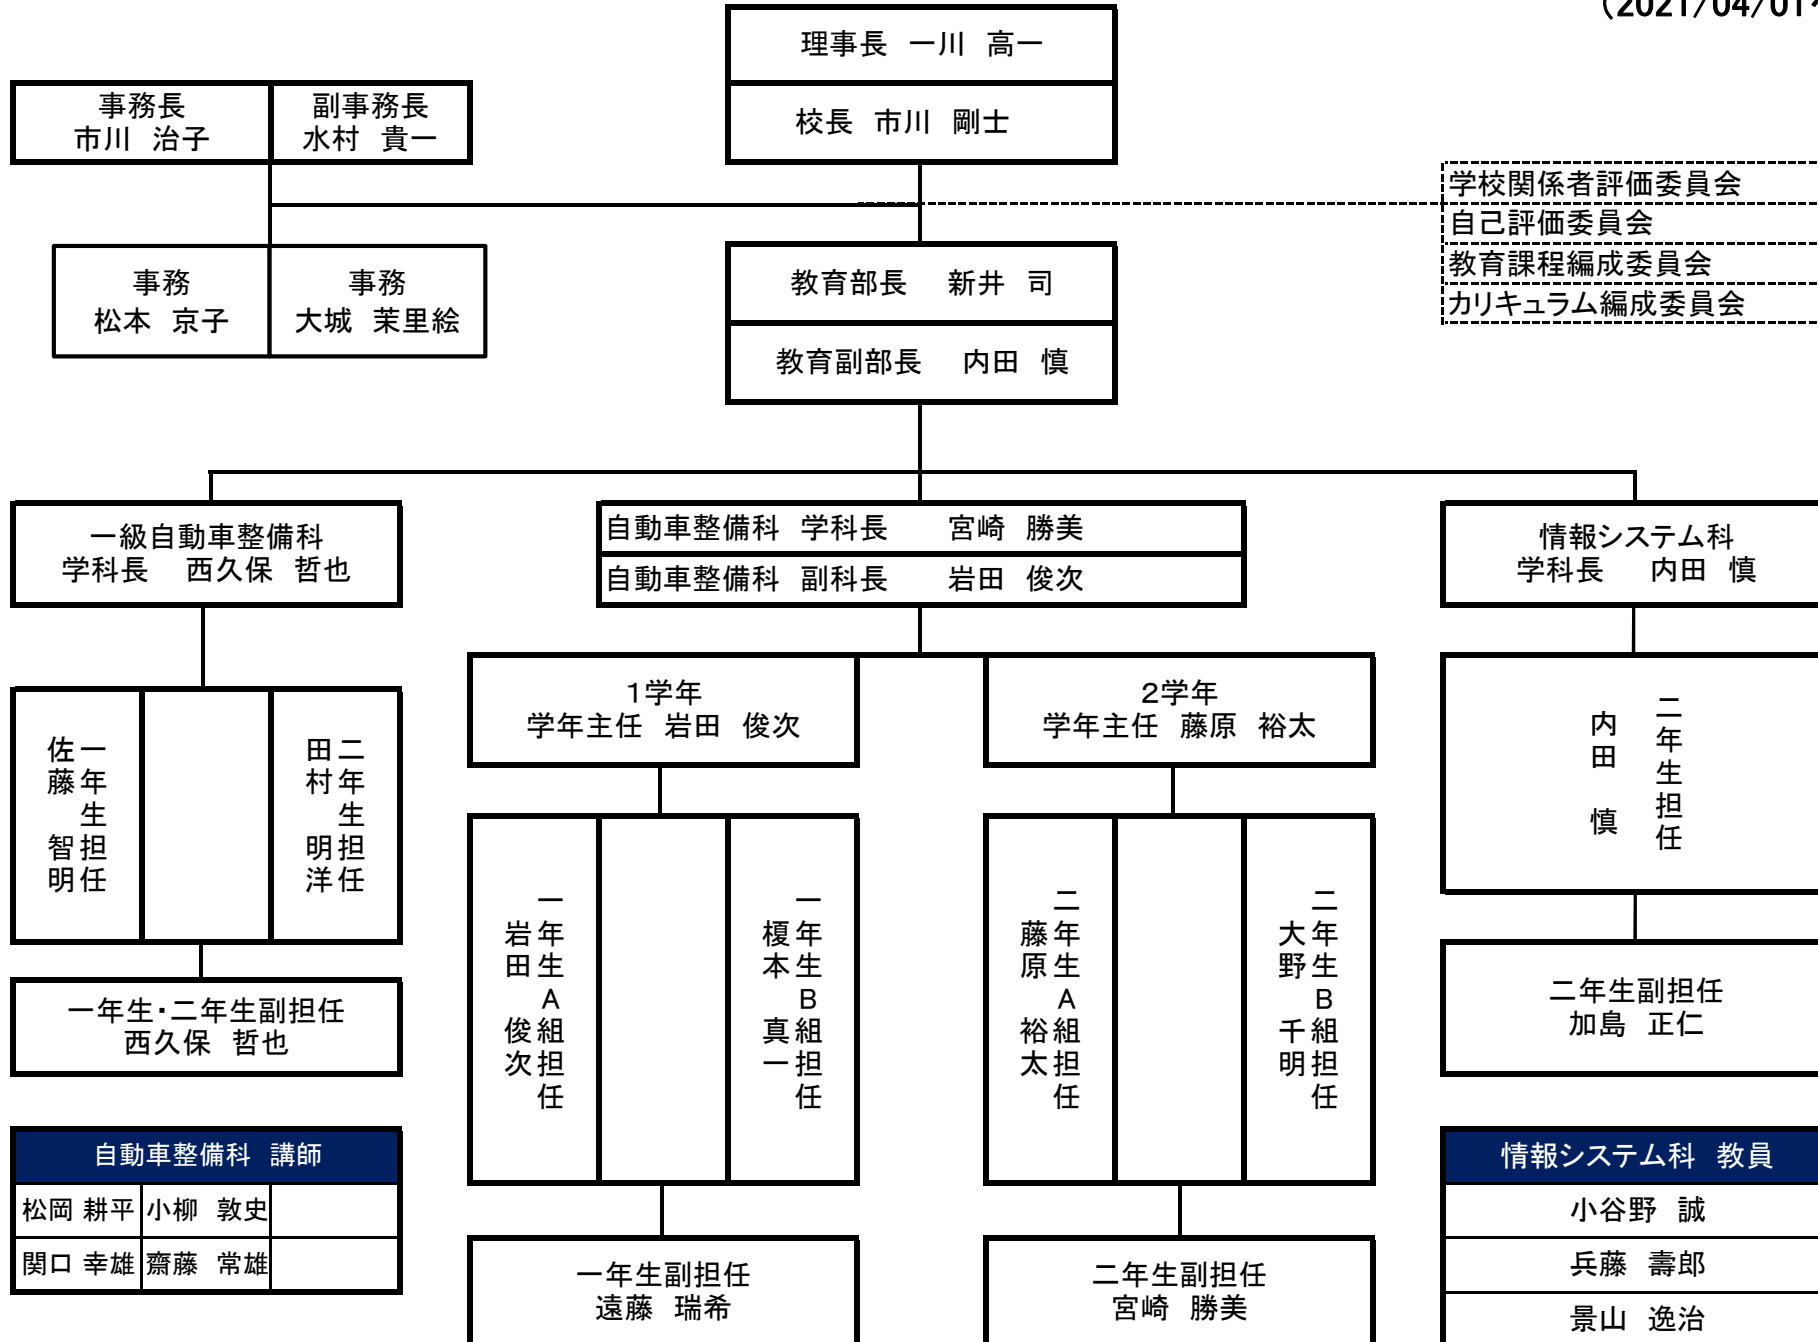 （2021/04/01
理事長　一川　高一
校長　市川　剛士
事務長
市川　治子
副事務長
水村　貴一
学校関係者評価委員会
自己評価委員会
教育課程編成委員会
カリキュラム編成委員会
事務
松本　京子
事務
大城　茉里絵
教育部長　新井　司
教育副部長　内田　慎
一級自動車整備科
学科長　西久保　哲也
自動車整備科　学科長　宮崎　勝美
自動車整備科　副科長　岩田　俊次
情報システム科
学科長　内田　慎
一年生担任
佐藤　智明
二年生担任
田村　明洋
一年生・二年生副担任
西久保　哲也
1学年
学年主任　岩田　俊次
2学年
学年主任　藤原　裕太
一年生A組担任
岩田　俊次
一年生B組担任
榎本　真一
二年生A組担任
藤原　裕太
二年生B組担任
大野　千明
二年生担任
内田　慎
二年生副担任
加島　正仁
一年生副担任
遠藤　瑞希
二年生副担任
宮崎　勝美
自動車整備科　講師
松岡　耕平　小柳　敦史
関口　幸雄　齋藤　常雄
情報システム科　教員
小谷野　誠
兵藤　壽郎
景山　逸治